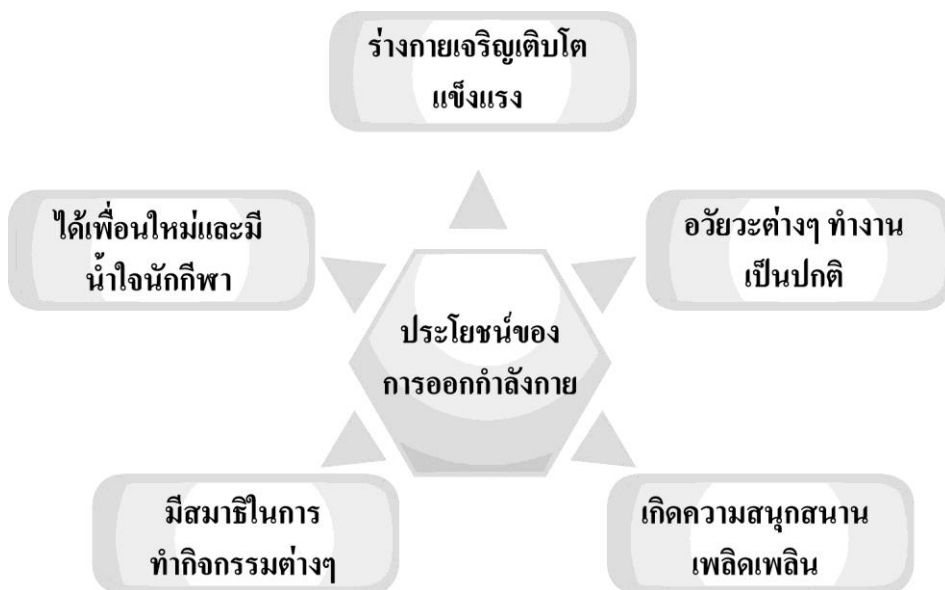 ร่างกายเจริญเติบโต
แข็งแรง
ได้เพื่อนใหม่และมี
น้ำใจนักกีฬา
อวัยวะต่างๆ ทำงาน
เป็นปกติ
ประโยชน์ของ
การออกกำลังกาย
มีสมาธิในการ
ทำกิจกรรมต่างๆ
เกิดความสนุกสนาน
เพลิดเพลิน